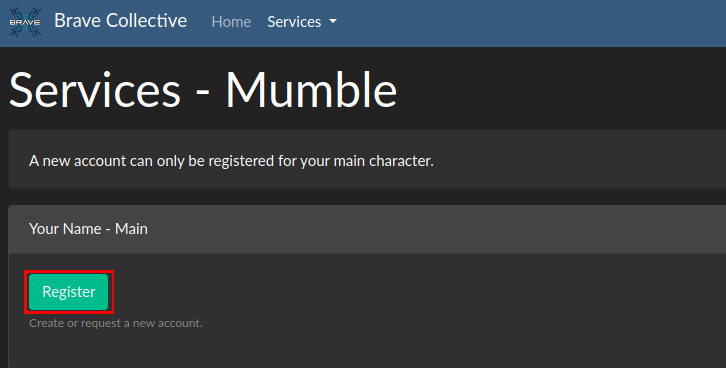 BRAVE Brave Collective Home Services
Services - Mumble
A new account can only be registered for your main character.
Your Name - Main
Register
Create or request a new account.